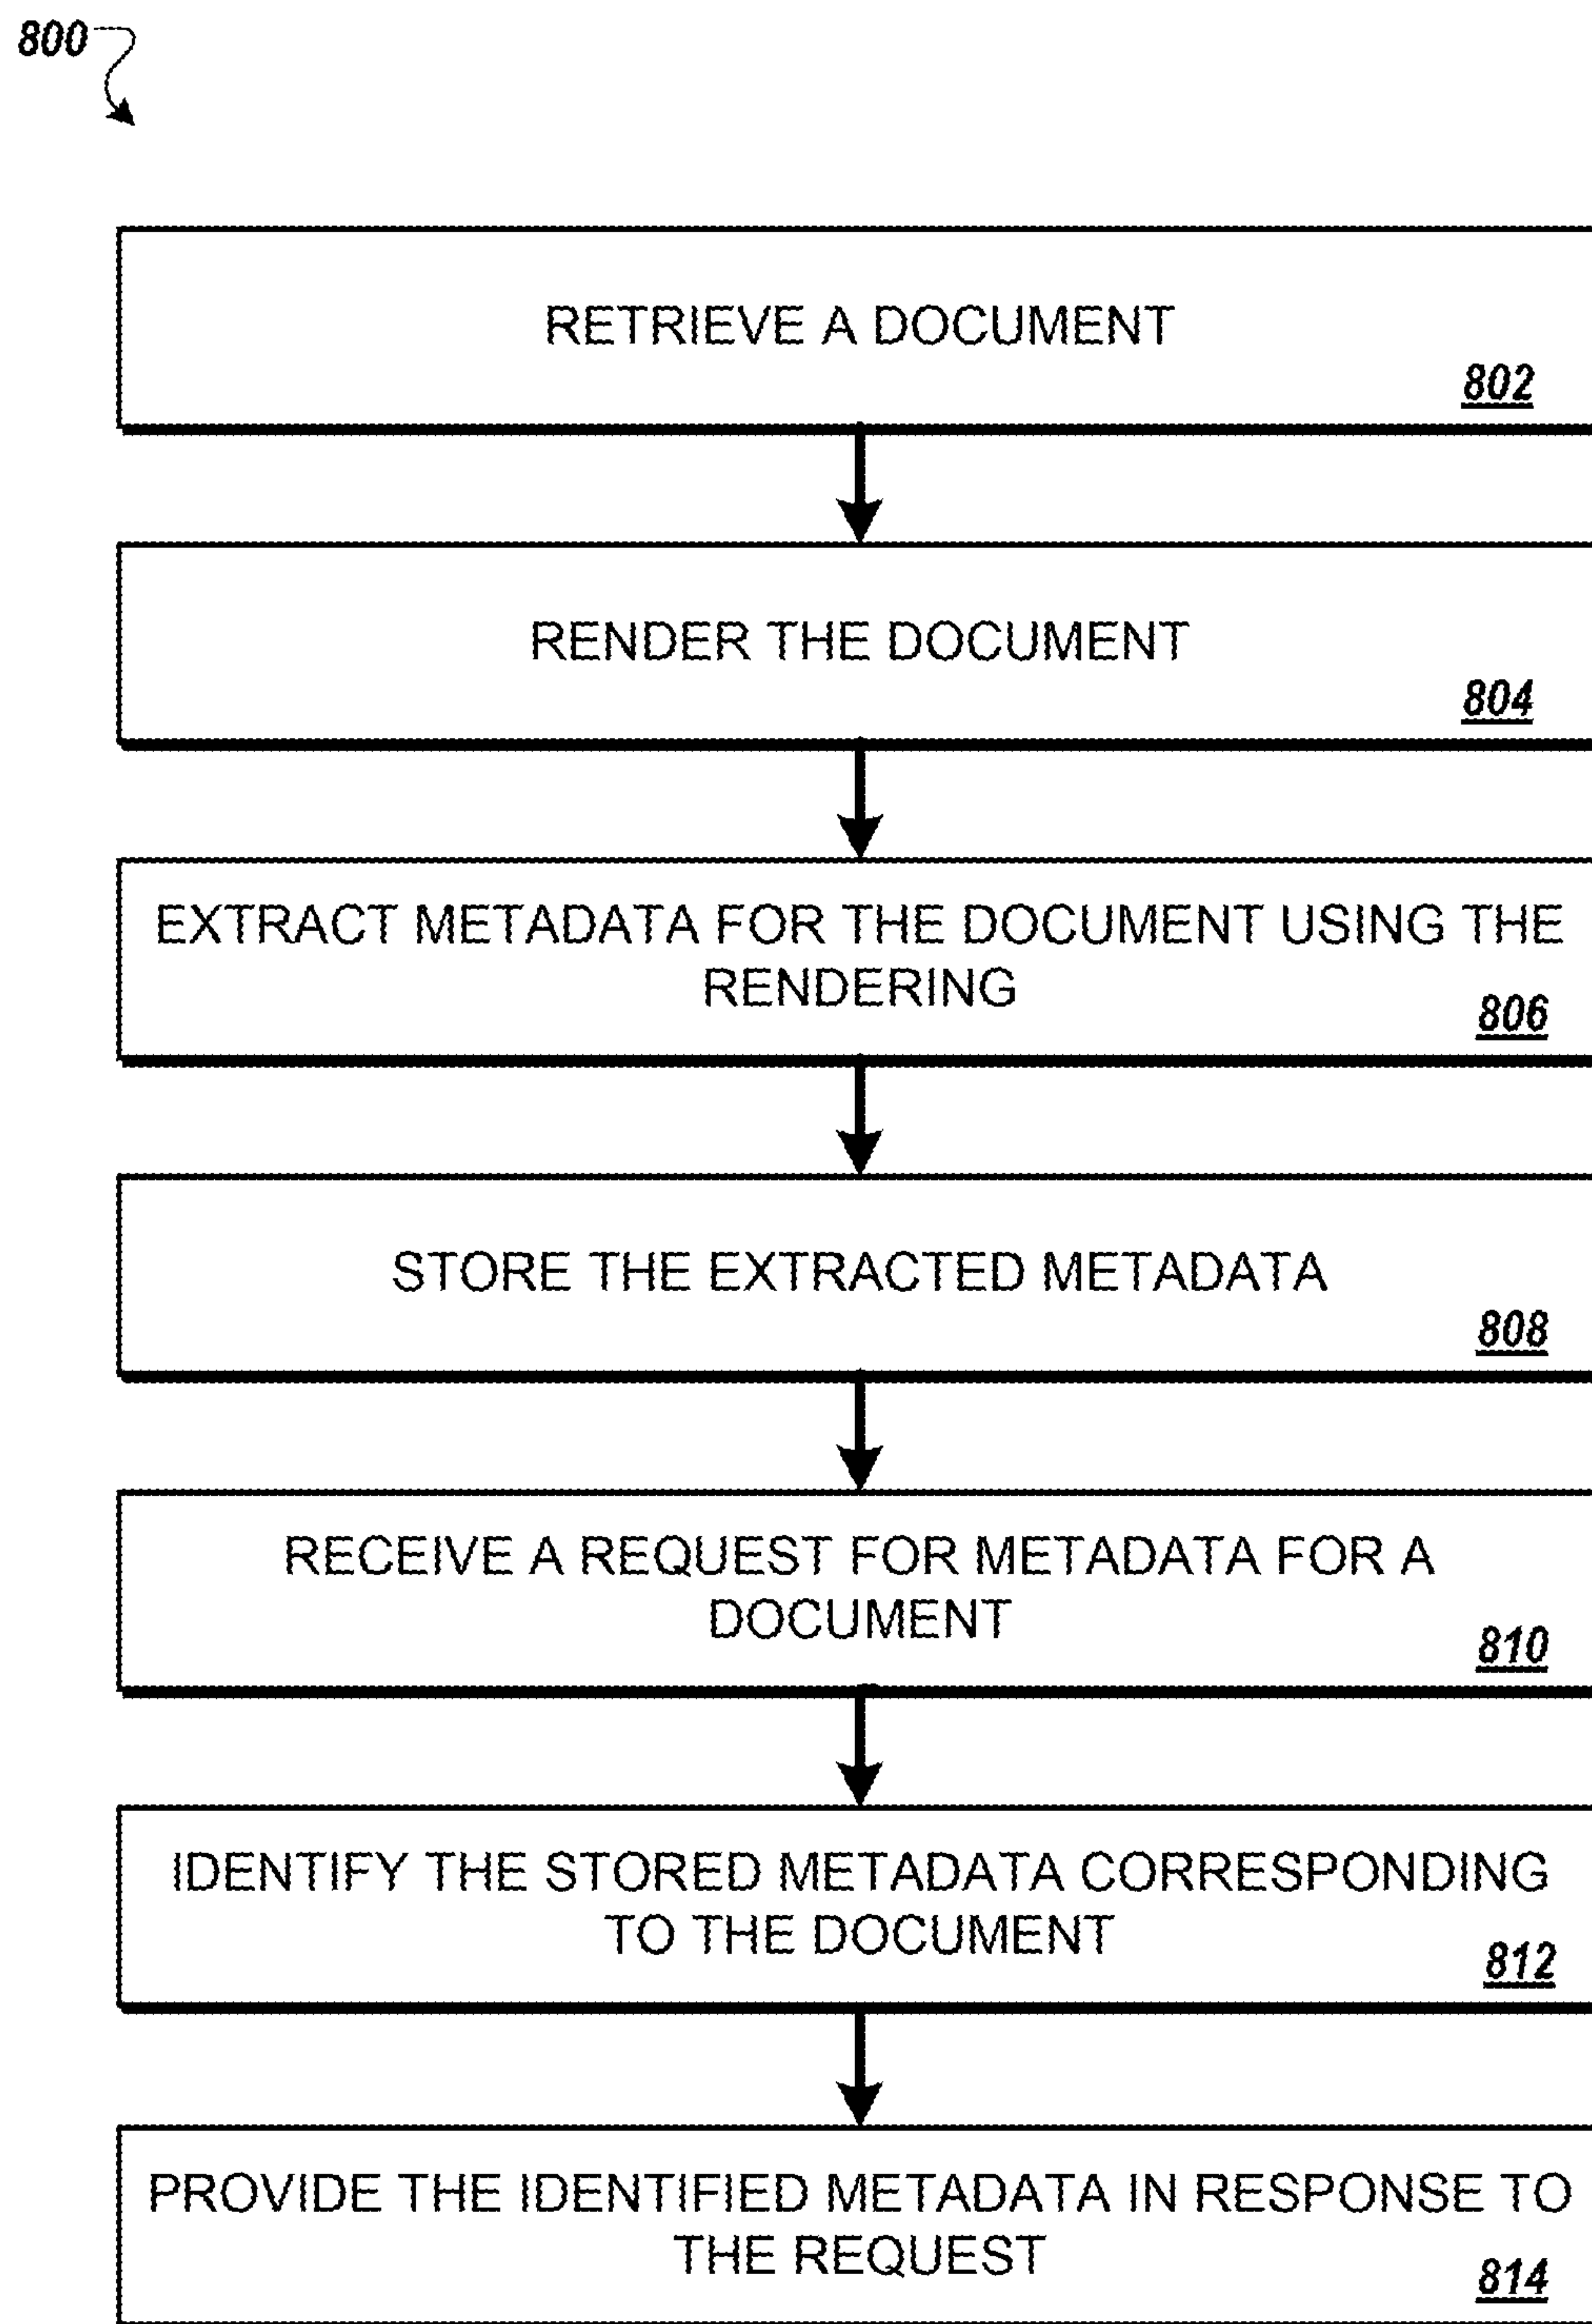 800
RETRIEVE A DOCUMENT
802
RENDER THE DOCUMENT
804
EXTRACT METADATA FOR THE DOCUMENT USING THE
RENDERING
806
STORE THE EXTRACTED METADATA
808
RECEIVE A REQUEST FOR METADATA FOR A
DOCUMENT
810
IDENTIFY THE STORED METADATA CORRESPONDING
TO THE DOCUMENT
812
PROVIDE THE IDENTIFIED METADATA IN RESPONSE TO
THE REQUEST
814